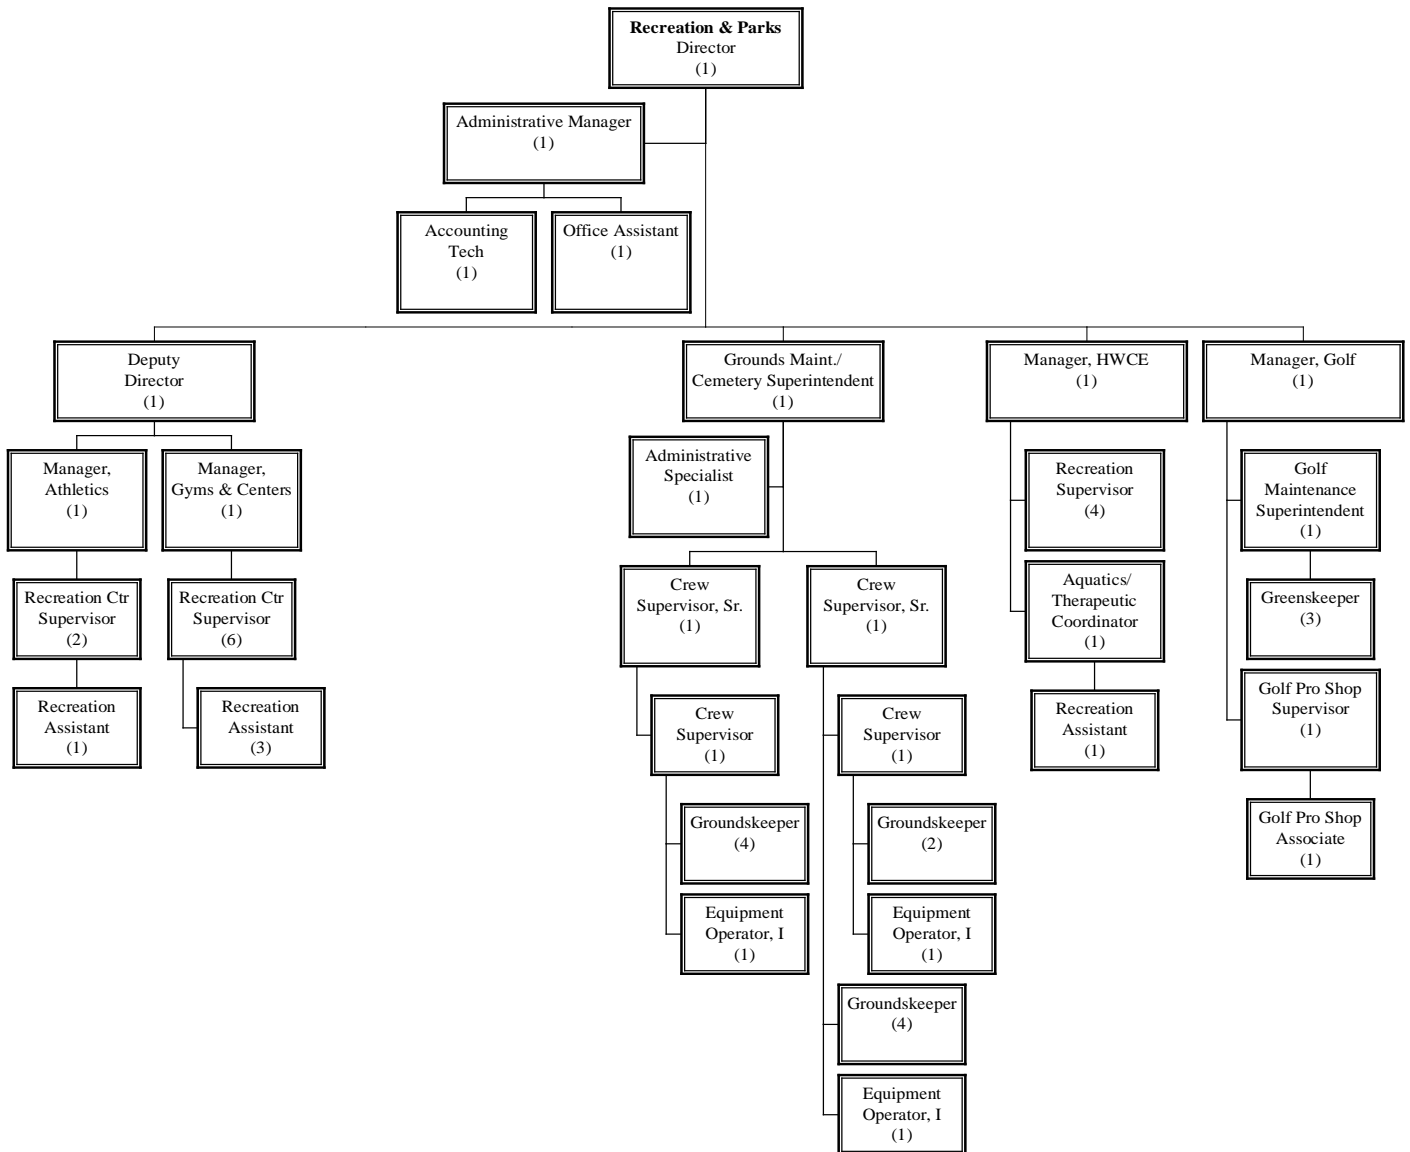 Recreation & Parks
Director
(1)
Administrative Manager
(1)
Accounting
Tech
(1)
Office Assistant
(1)
Deputy
Director
(1)
Grounds Maint./
Cemetery Superintendent
(1)
Manager, HWCE
(1)
Manager, Golf
(1)
Manager,
Athletics
(1)
Manager,
Gyms & Centers
(1)
Recreation Ctr
Supervisor
(2)
Recreation Ctr
Supervisor
(6)
Recreation
Assistant
(1)
Recreation
Assistant
(3)
Administrative
Specialist
(1)
Crew
Supervisor, Sr.
(1)
Crew
Supervisor, Sr.
(1)
Crew
Supervisor
(1)
Groundskeeper
(4)
Equipment
Operator, I
(1)
Crew
Supervisor
(1)
Groundskeeper
(2)
Equipment
Operator, I
(1)
Groundskeeper
(4)
Equipment
Operator, I
(1)
Recreation
Supervisor
(4)
Aquatics/
Therapeutic
Coordinator
(1)
Recreation
Assistant
(1)
Golf
Maintenance
Superintendent
(1)
Greenskeeper
(3)
Golf Pro Shop
Supervisor
(1)
Golf Pro Shop
Associate
(1)